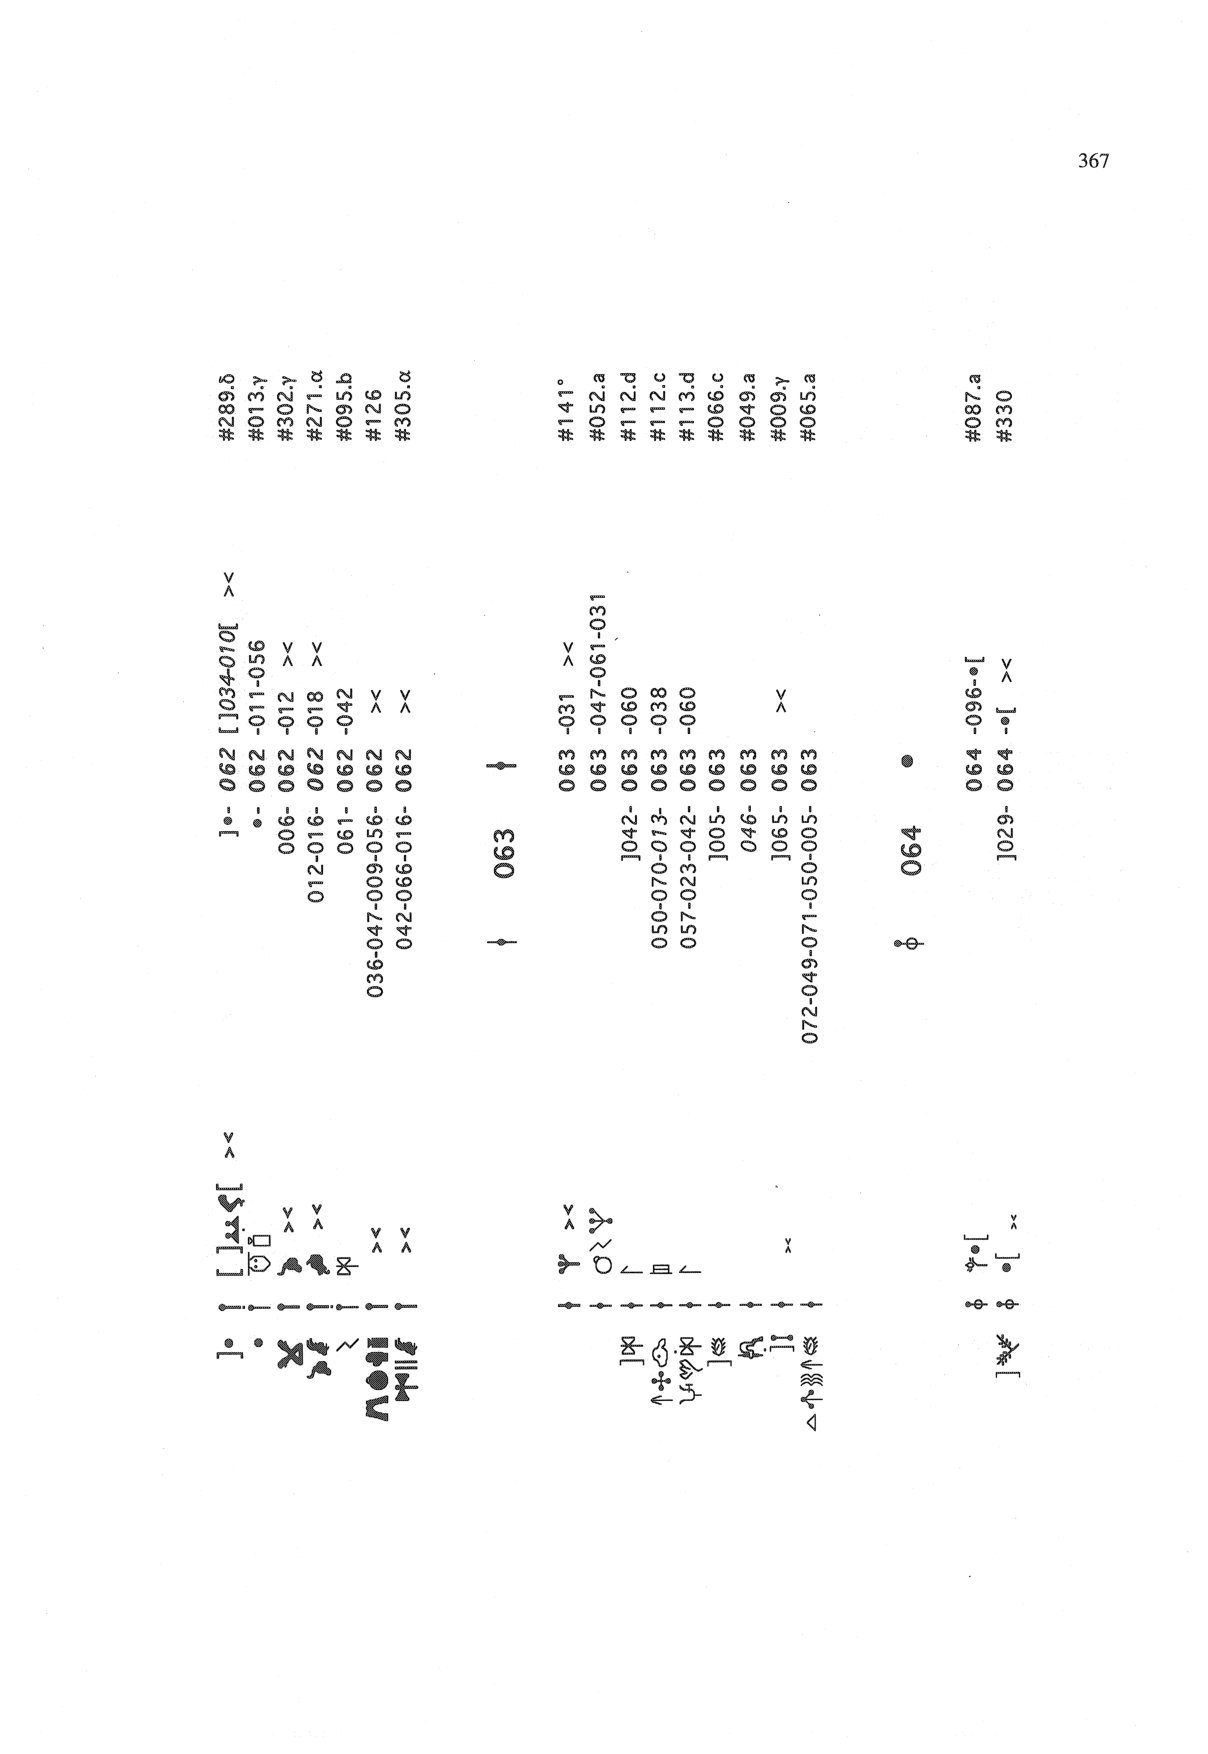 367
]•- 062 []034-010[ >< #289.δ
•- 062 -011-056 #013.γ
006- 062 -012 >< #302.γ
012-016- 062 -018 >< #271.α
061- 062 -042 #095.b
036-047-009-056- 062 >< #126
042-066-016- 062 >< #305.α
063
063 -031 >< #141°
063 -047-061-031 #052.a
]042- 063 -060 #112.d
050-070-013- 063 -038 #112.c
057-023-042- 063 -060 #113.d
]005- 063 #066.c
046- 063 #049.a
]065- 063 >< #009.γ
072-049-071-050-005- 063 #065.a
064 •
064 -096-•[ #087.a
]029- 064 -•[ >< #330